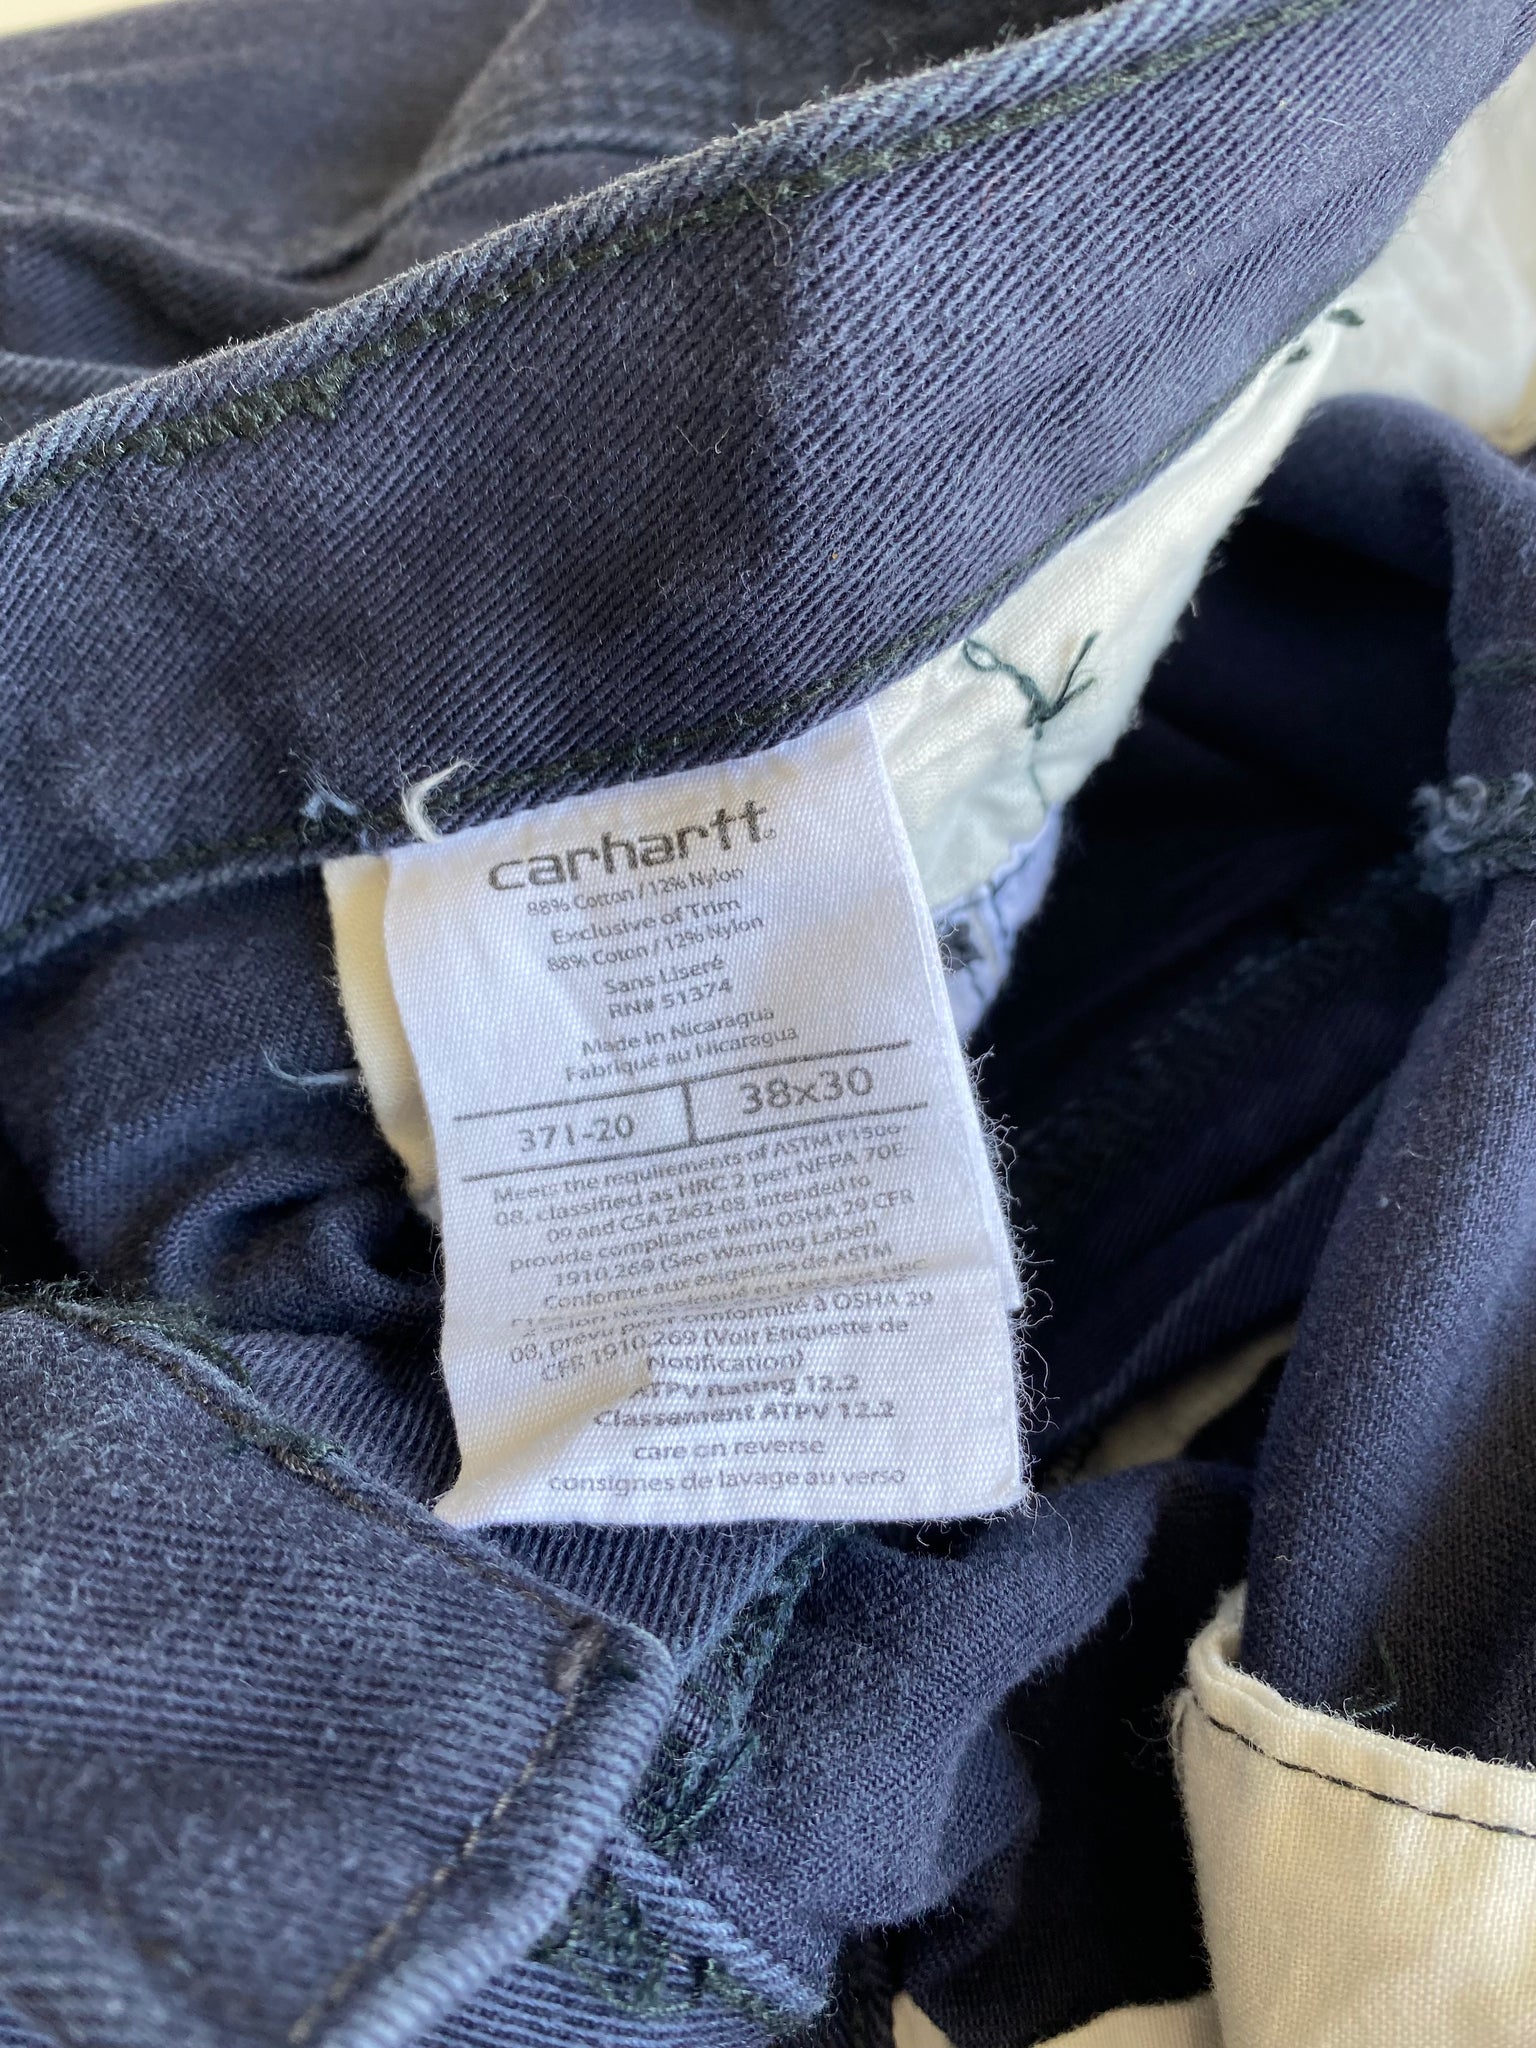 carhartt
88% Cotton / 12% Nylon
Exclusive of Trim
88% Coton / 12% Nylon
Sans Liseré
RN# 51374
Made in Nicaragua
Fabriqué au Nicaragua
371-20
38x30
Meets the requirements of ASTM F1506-
08, classified as HRC 2 per NFPA 70E-
09 and CSA Z462-08, intended to
provide compliance with OSHA 29 CFR
1910.269 (See Warning Label)
Conforme aux exigences de ASTM
08, prévu pour conformité à OSHA 29
CFR 1910.269 (Voir Etiquette de
Notification)
ATPV Rating 12.2
Classement ATPV 12.2
care on reverse
consignes de lavage au verso